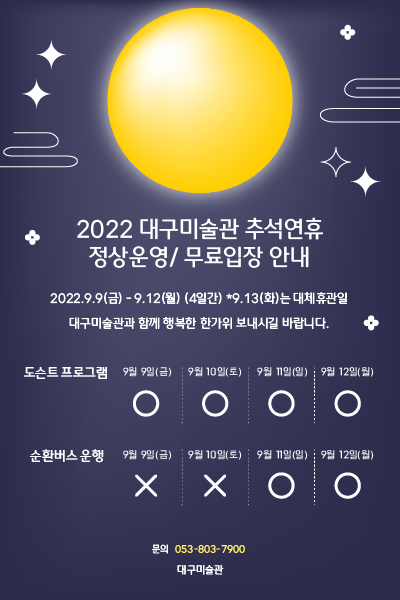 2022 대구미술관 추석연휴
정상운영/ 무료입장 안내
2022.9.9(금) - 9.12(월) (4일간) *9.13(화)는 대체휴관일
대구미술관과 함께 행복한 한가위 보내시길 바랍니다.
도슨트 프로그램 9월 9일(금) 9월 10일(토) 9월 11일(일) 9월 12일(월)
○ ○ ○ ○
순환버스 운행 9월 9일(금) 9월 10일(토) 9월 11일(일) 9월 12일(월)
✕ ✕ ○ ○
문의 053-803-7900
대구미술관